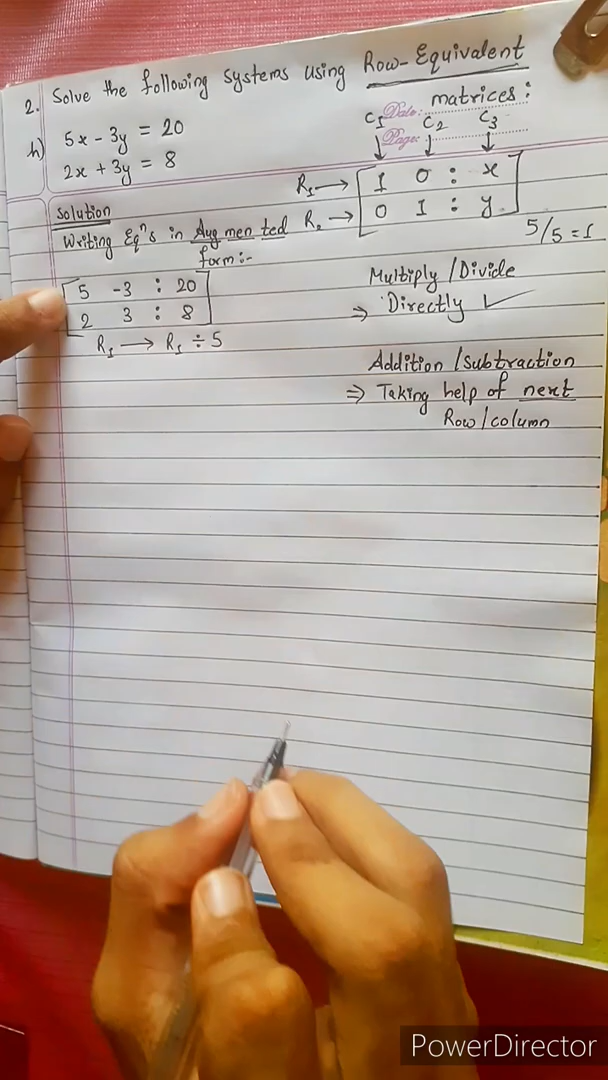 2. Solve the following systems using Row-Equivalent
matrices:
h) 5x - 3y = 20
2x + 3y = 8
Date:
Page:
C₁ C₂ C₃
R₁ → [ 1 0 : x ]
R₂ → [ 0 1 : y ]
5/5 = 1
Solution
Writing Eqⁿs in Augmented
form:-
[ 5 -3 : 20 ]
[ 2 3 : 8 ]
R₁ → R₁ ÷ 5
Multiply / Divide
⇒ Directly ✓
Addition / Subtraction
⇒ Taking help of next
Row / column
PowerDirector